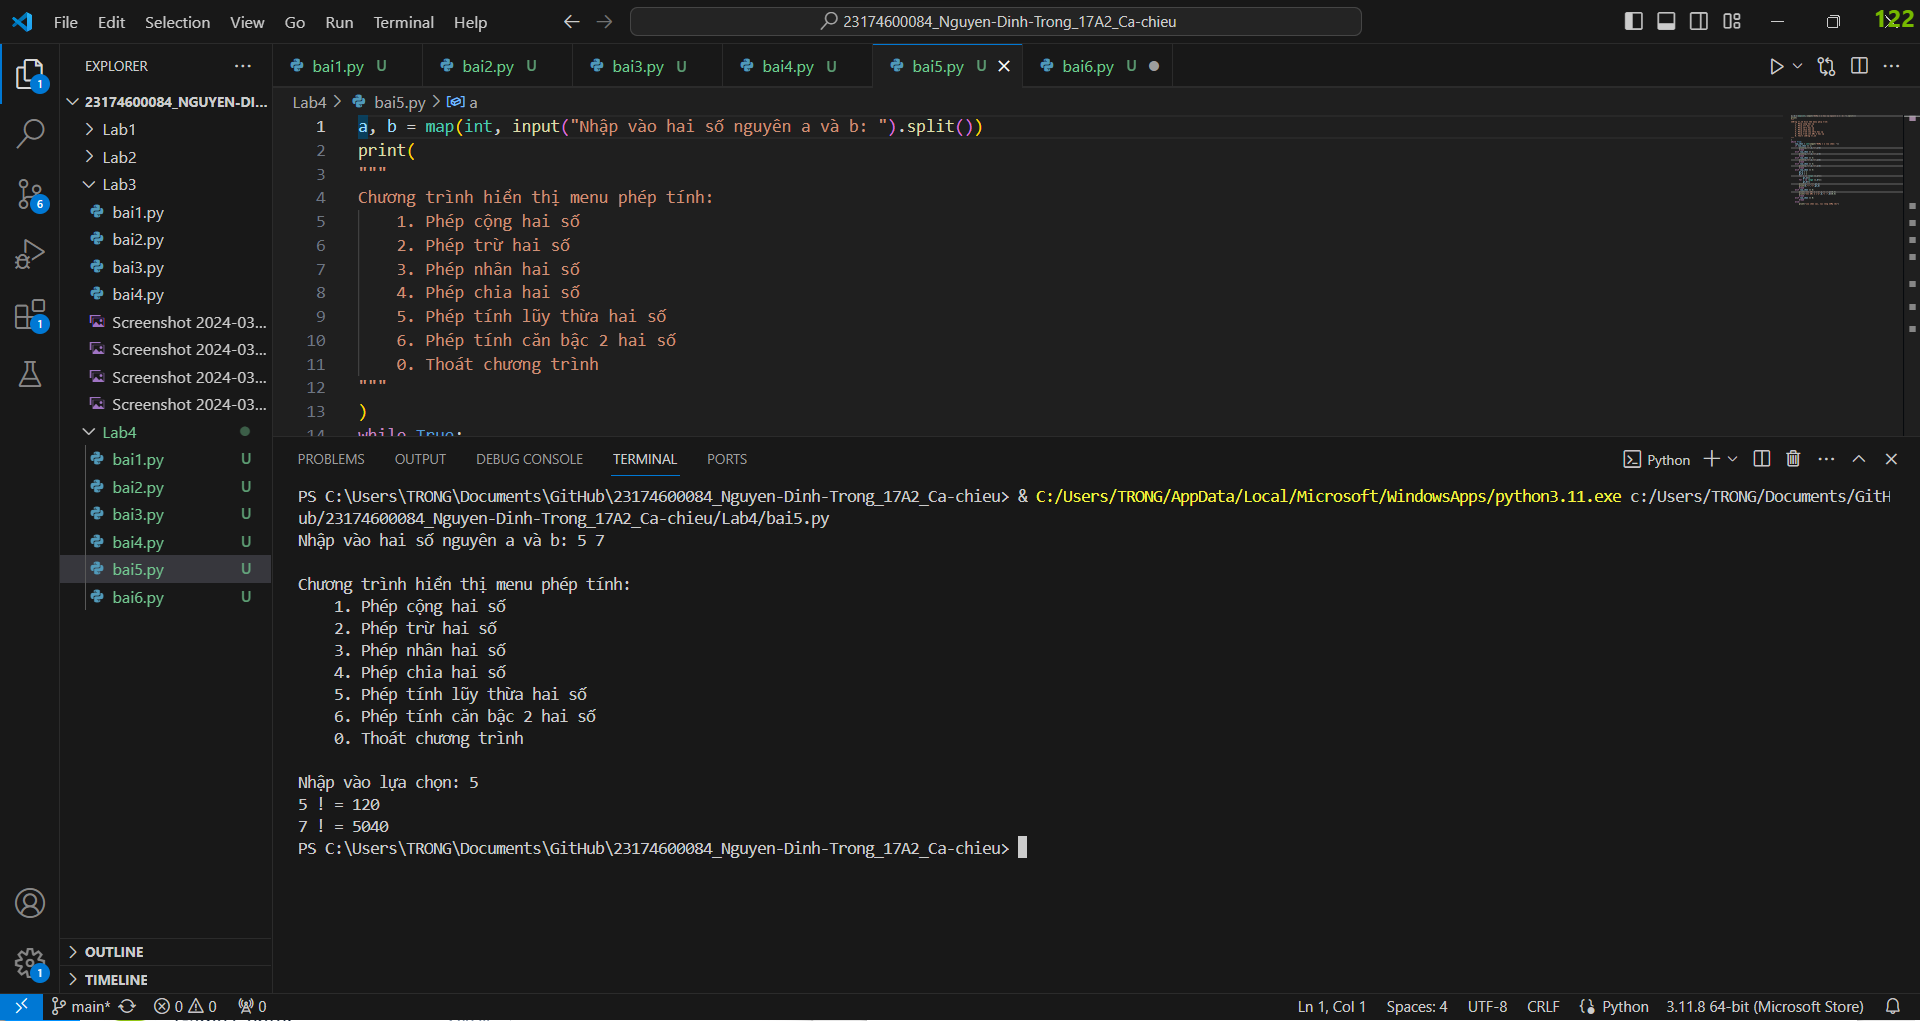 File Edit Selection View Go Run Terminal Help
23174600084_Nguyen-Dinh-Trong_17A2_Ca-chieu
122
EXPLORER
23174600084_NGUYEN-DI...
Lab1
Lab2
Lab3
bai1.py
bai2.py
bai3.py
bai4.py
Screenshot 2024-03...
Screenshot 2024-03...
Screenshot 2024-03...
Screenshot 2024-03...
Lab4
bai1.py U
bai2.py U
bai3.py U
bai4.py U
bai5.py U
bai6.py U
OUTLINE
TIMELINE
1
6
1
1
bai1.py U bai2.py U bai3.py U bai4.py U bai5.py U bai6.py U
Lab4 > bai5.py > a
1 a, b = map(int, input("Nhập vào hai số nguyên a và b: ").split())
2 print(
3 """
4 Chương trình hiển thị menu phép tính:
5     1. Phép cộng hai số
6     2. Phép trừ hai số
7     3. Phép nhân hai số
8     4. Phép chia hai số
9     5. Phép tính lũy thừa hai số
10     6. Phép tính căn bậc 2 hai số
11     0. Thoát chương trình
12 """
13 )
14 while True:
PROBLEMS OUTPUT DEBUG CONSOLE TERMINAL PORTS
Python
PS C:\Users\TRONG\Documents\GitHub\23174600084_Nguyen-Dinh-Trong_17A2_Ca-chieu> & C:/Users/TRONG/AppData/Local/Microsoft/WindowsApps/python3.11.exe c:/Users/TRONG/Documents/GitH
ub/23174600084_Nguyen-Dinh-Trong_17A2_Ca-chieu/Lab4/bai5.py
Nhập vào hai số nguyên a và b: 5 7
Chương trình hiển thị menu phép tính:
    1. Phép cộng hai số
    2. Phép trừ hai số
    3. Phép nhân hai số
    4. Phép chia hai số
    5. Phép tính lũy thừa hai số
    6. Phép tính căn bậc 2 hai số
    0. Thoát chương trình
Nhập vào lựa chọn: 5
5 ! = 120
7 ! = 5040
PS C:\Users\TRONG\Documents\GitHub\23174600084_Nguyen-Dinh-Trong_17A2_Ca-chieu>
main* 0 0 0
Ln 1, Col 1 Spaces: 4 UTF-8 CRLF Python 3.11.8 64-bit (Microsoft Store)